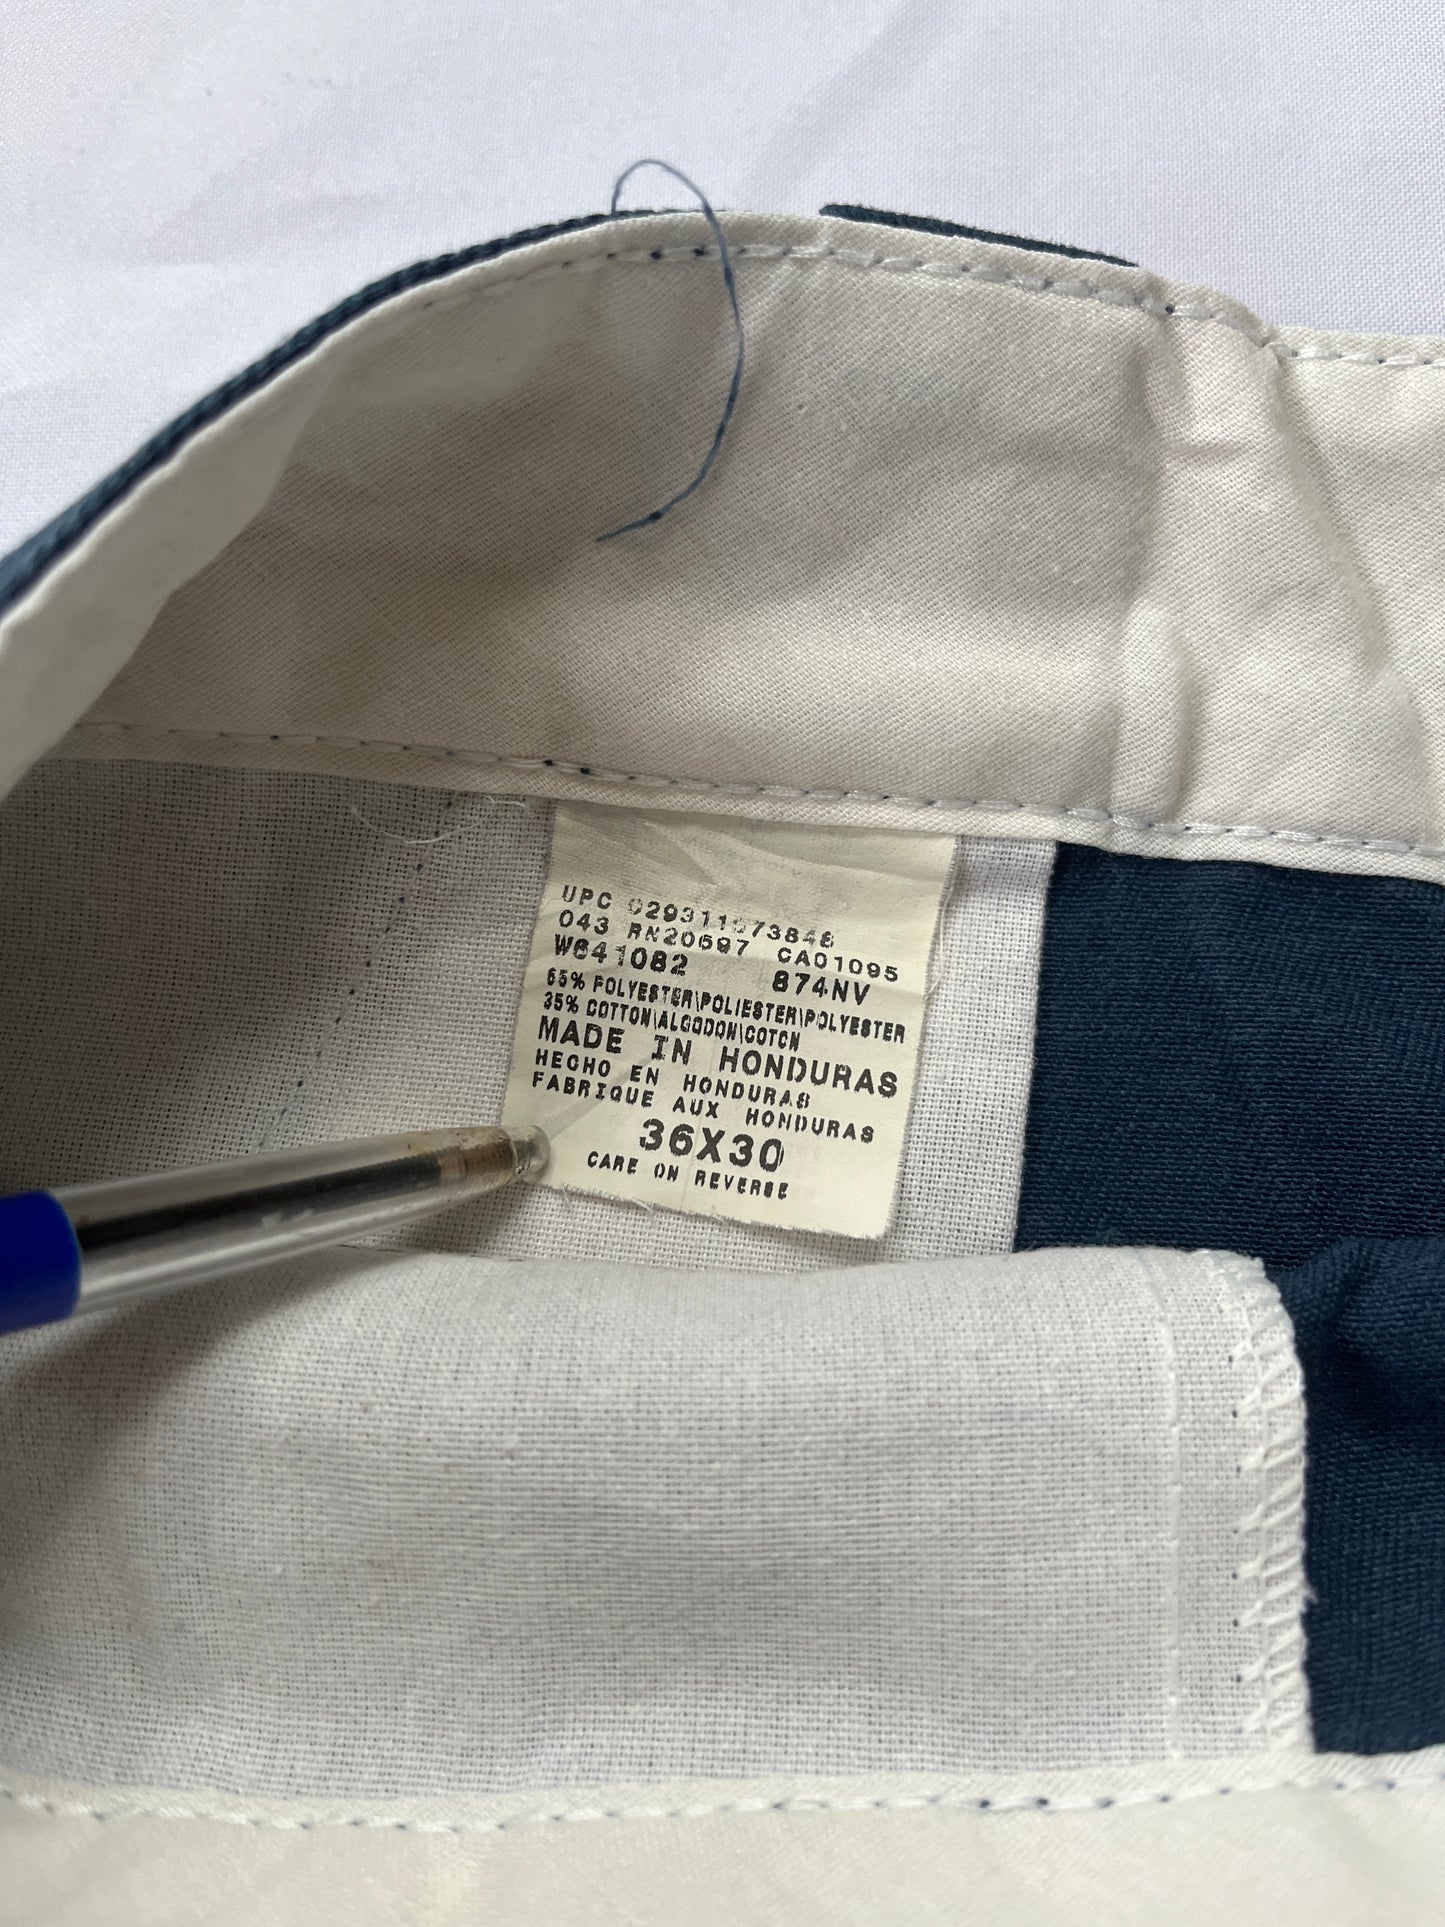 UPC 029311573848
043 RN20697 CA01095
W641082 874NV
65% POLYESTER\POLIESTER\POLYESTER
35% COTTON\ALGODON\COTON
MADE IN HONDURAS
HECHO EN HONDURAS
FABRIQUE AUX HONDURAS
36X30
CARE ON REVERSE